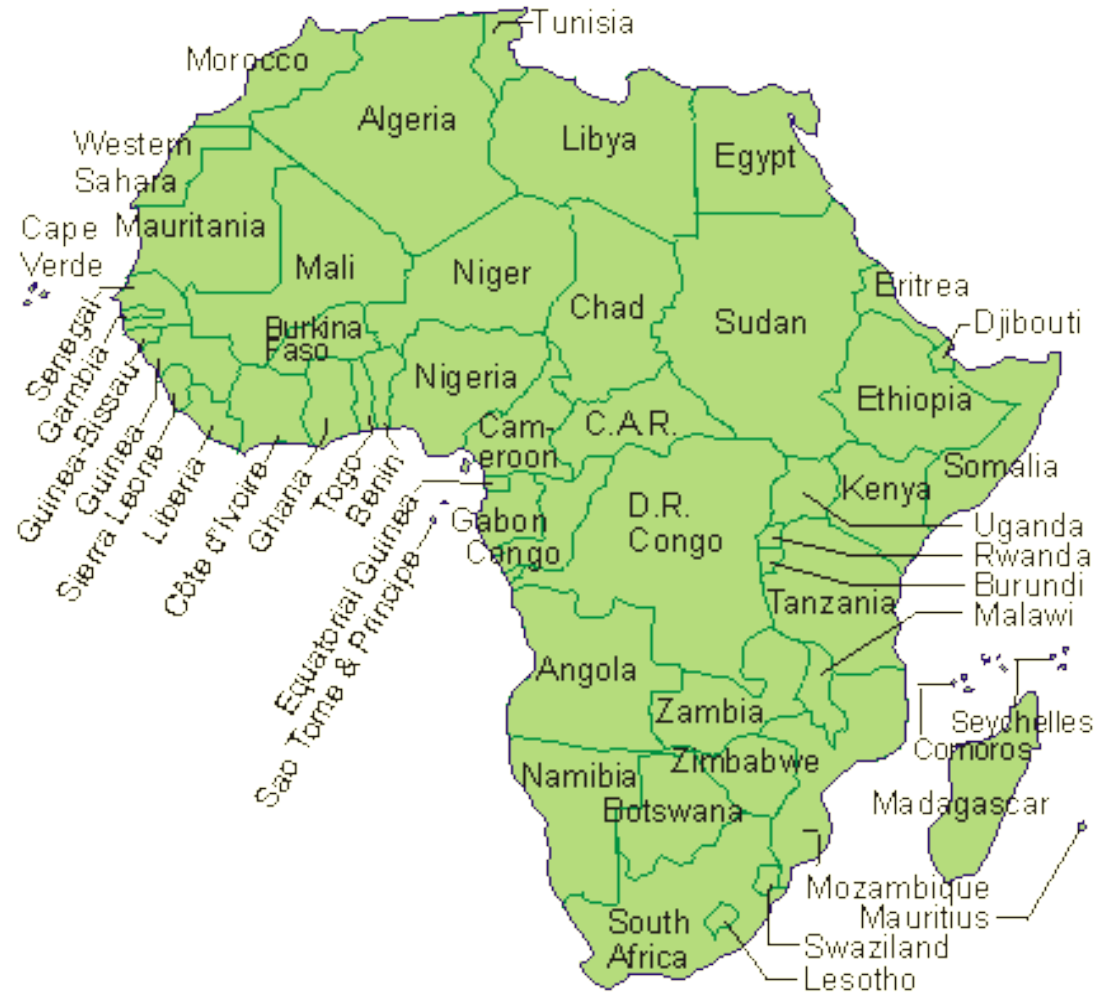 Tunisia
Morocco
Algeria
Libya
Egypt
Western
Sahara
Mauritania
Cape
Verde
Mali
Niger
Chad
Sudan
Eritrea
Djibouti
Burkina
Faso
Nigeria
Ethiopia
C.A.R.
Cam-
eroon
Somalia
Kenya
Senegal
Gambia
Guinea-Bissau
Guinea
Sierra Leone
Liberia
Côte d'Ivoire
Ghana
Togo
Benin
Equatorial Guinea
Sao Tome & Principe
Gabon
Congo
D.R.
Congo
Uganda
Rwanda
Burundi
Tanzania
Malawi
Angola
Zambia
Seychelles
Comoros
Zimbabwe
Namibia
Botswana
Madagascar
Mozambique
Mauritius
South
Africa
Swaziland
Lesotho